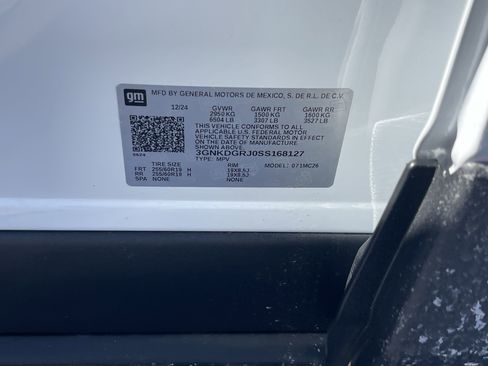 gm
MFD BY GENERAL MOTORS DE MEXICO, S. DE R.L. DE C.V.
12/24 GVWR GAWR FRT GAWR RR
2950 KG 1500 KG 1600 KG
6504 LB 3307 LB 3527 LB
THIS VEHICLE CONFORMS TO ALL
APPLICABLE U.S. FEDERAL MOTOR
VEHICLE SAFETY STANDARDS IN EFFECT
ON THE DATE OF MANUFACTURE
SHOWN ABOVE.
3GNKDGRJ0SS168127
TYPE: MPV
TIRE SIZE RIM MODEL: 071MC26
FRT 255/60R19 H 19X8.5J
RR 255/60R19 H 19X8.5J
SPA NONE NONE